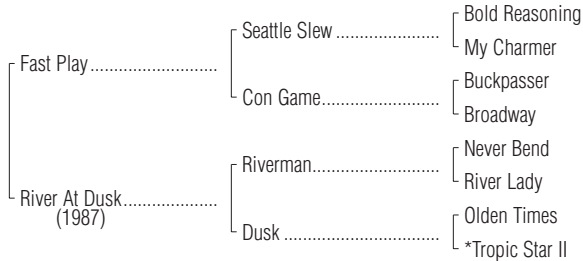 Bold Reasoning
Seattle Slew ..................
My Charmer
Fast Play ......................
Buckpasser
Con Game.....................
Broadway
Never Bend
Riverman......................
River Lady
River At Dusk ................
(1987)
Olden Times
Dusk ...........................
*Tropic Star II